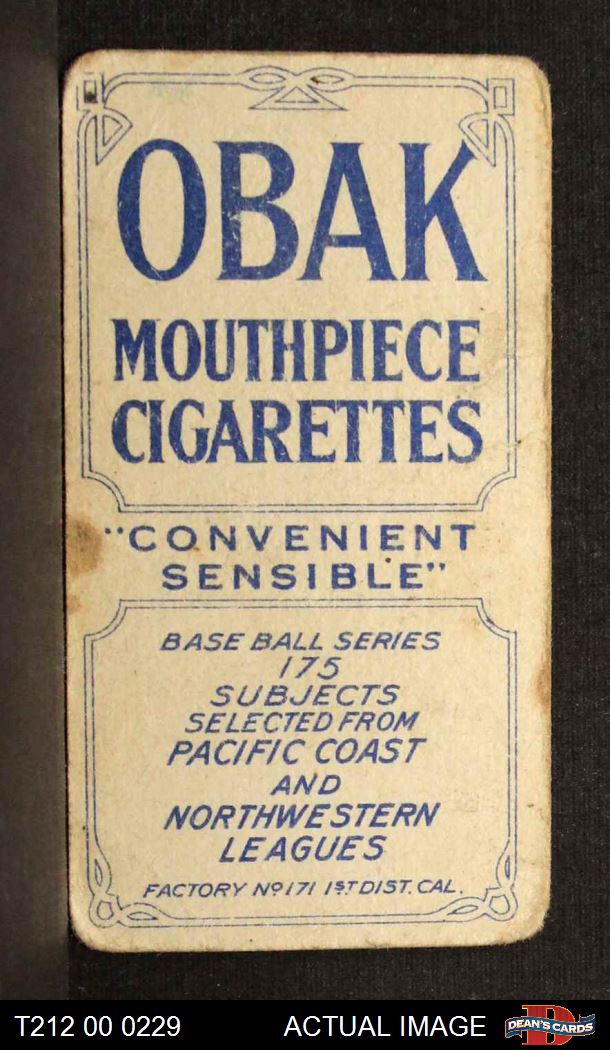 OBAK
MOUTHPIECE
CIGARETTES
"CONVENIENT
SENSIBLE"
BASE BALL SERIES
175
SUBJECTS
SELECTED FROM
PACIFIC COAST
AND
NORTHWESTERN
LEAGUES
FACTORY No 171 1ST DIST. CAL.
T212 00 0229 ACTUAL IMAGE D DEAN'S CARDS